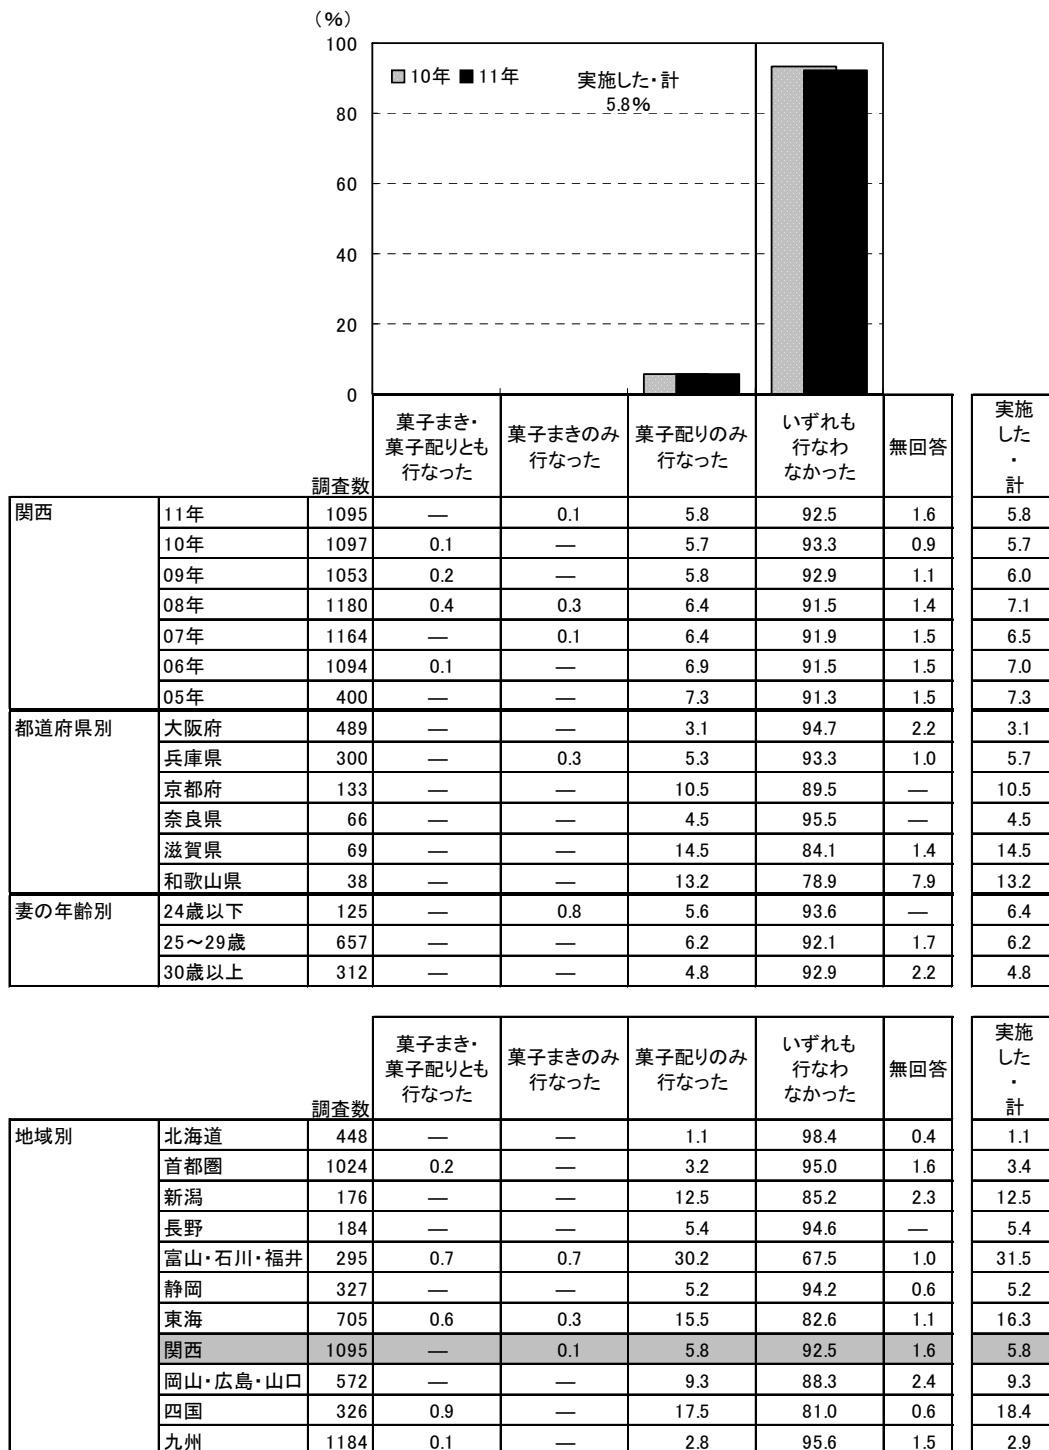 （%）
100
80
60
40
20
0
10年 11年
実施した・計
5.8%
調査数 菓子まき・菓子配りとも行なった 菓子まきのみ行なった 菓子配りのみ行なった いずれも行なわなかった 無回答 実施した・計
関西 11年 1095 — 0.1 5.8 92.5 1.6 5.8
10年 1097 0.1 — 5.7 93.3 0.9 5.7
09年 1053 0.2 — 5.8 92.9 1.1 6.0
08年 1180 0.4 0.3 6.4 91.5 1.4 7.1
07年 1164 — 0.1 6.4 91.9 1.5 6.5
06年 1094 0.1 — 6.9 91.5 1.5 7.0
05年 400 — — 7.3 91.3 1.5 7.3
都道府県別 大阪府 489 — — 3.1 94.7 2.2 3.1
兵庫県 300 — 0.3 5.3 93.3 1.0 5.7
京都府 133 — — 10.5 89.5 — 10.5
奈良県 66 — — 4.5 95.5 — 4.5
滋賀県 69 — — 14.5 84.1 1.4 14.5
和歌山県 38 — — 13.2 78.9 7.9 13.2
妻の年齢別 24歳以下 125 — 0.8 5.6 93.6 — 6.4
25～29歳 657 — — 6.2 92.1 1.7 6.2
30歳以上 312 — — 4.8 92.9 2.2 4.8
調査数 菓子まき・菓子配りとも行なった 菓子まきのみ行なった 菓子配りのみ行なった いずれも行なわなかった 無回答 実施した・計
地域別 北海道 448 — — 1.1 98.4 0.4 1.1
首都圏 1024 0.2 — 3.2 95.0 1.6 3.4
新潟 176 — — 12.5 85.2 2.3 12.5
長野 184 — — 5.4 94.6 — 5.4
富山・石川・福井 295 0.7 0.7 30.2 67.5 1.0 31.5
静岡 327 — — 5.2 94.2 0.6 5.2
東海 705 0.6 0.3 15.5 82.6 1.1 16.3
関西 1095 — 0.1 5.8 92.5 1.6 5.8
岡山・広島・山口 572 — — 9.3 88.3 2.4 9.3
四国 326 0.9 — 17.5 81.0 0.6 18.4
九州 1184 0.1 — 2.8 95.6 1.5 2.9